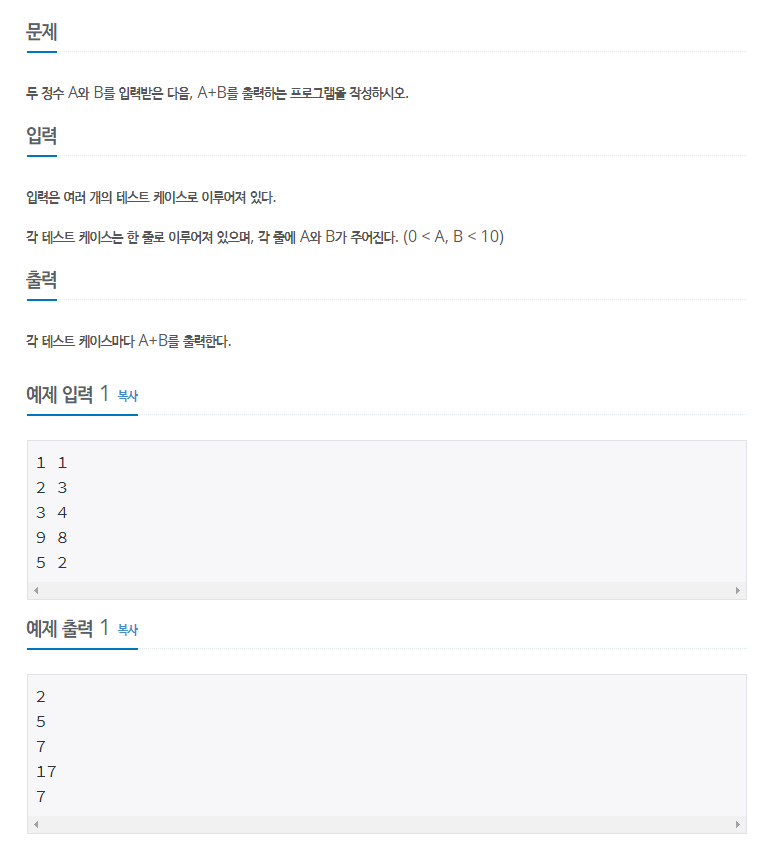 문제
두 정수 A와 B를 입력받은 다음, A+B를 출력하는 프로그램을 작성하시오.
입력
입력은 여러 개의 테스트 케이스로 이루어져 있다.
각 테스트 케이스는 한 줄로 이루어져 있으며, 각 줄에 A와 B가 주어진다. (0 < A, B < 10)
출력
각 테스트 케이스마다 A+B를 출력한다.
예제 입력 1 복사
1 1
2 3
3 4
9 8
5 2
예제 출력 1 복사
2
5
7
17
7